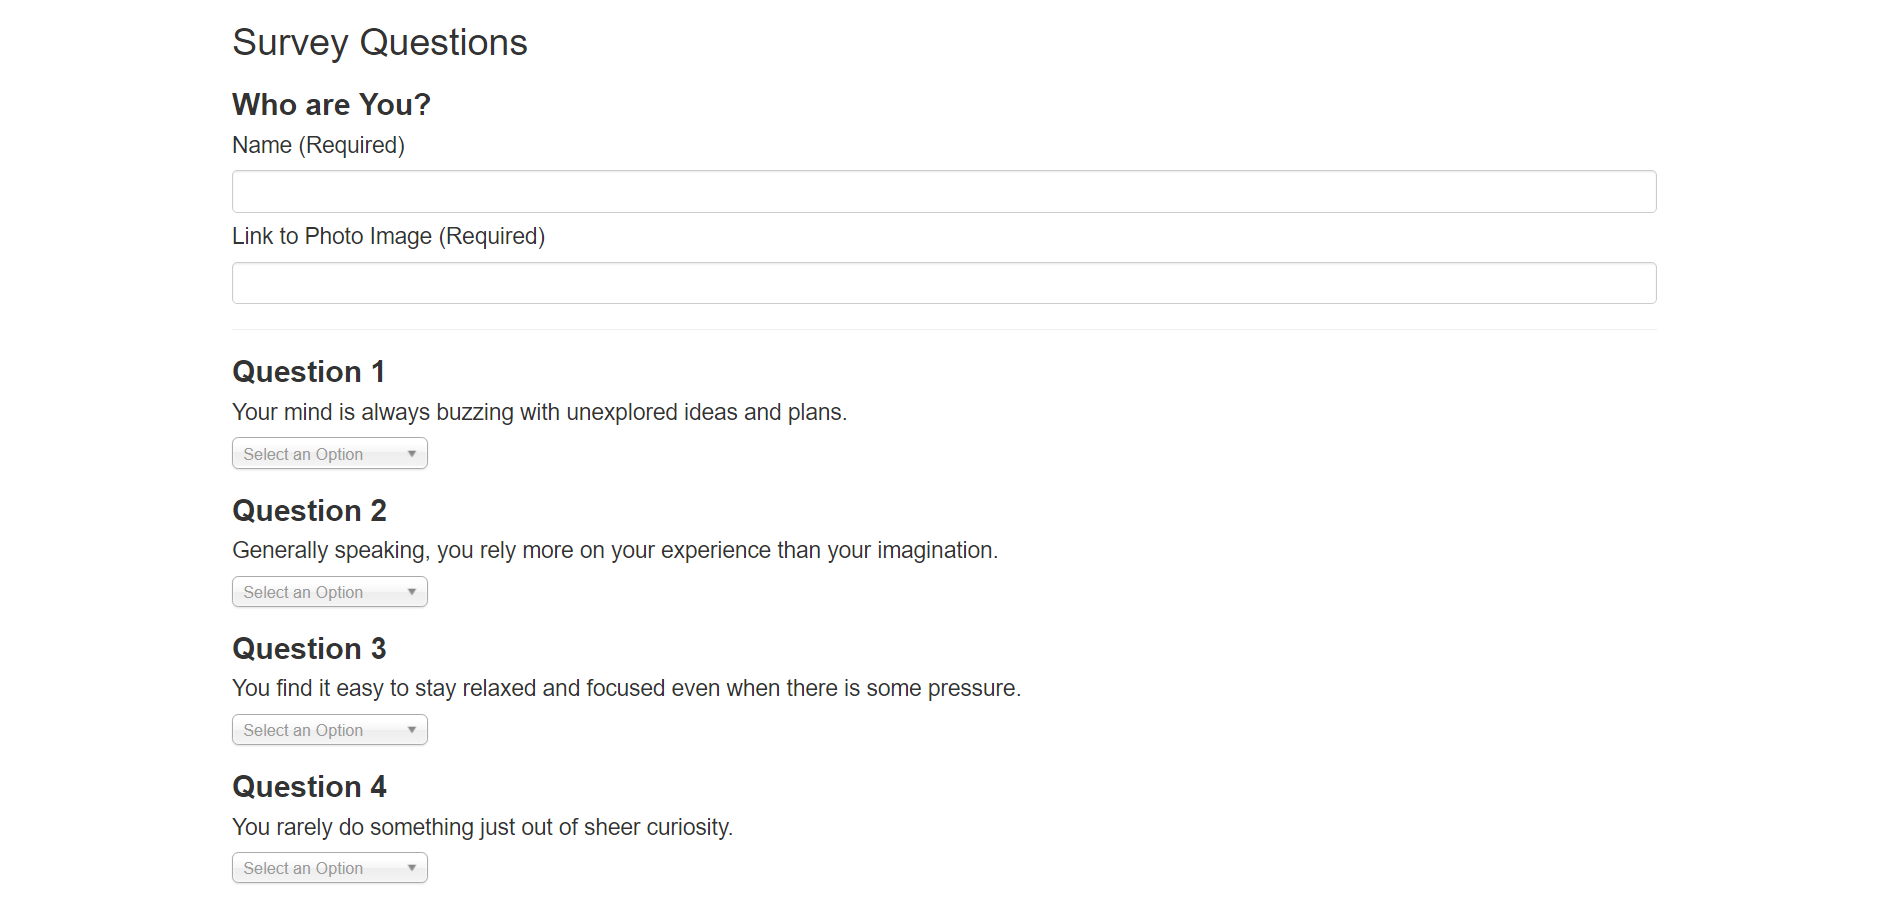 Survey Questions
Who are You?
Name (Required)
Link to Photo Image (Required)
Question 1
Your mind is always buzzing with unexplored ideas and plans.
Select an Option
Question 2
Generally speaking, you rely more on your experience than your imagination.
Select an Option
Question 3
You find it easy to stay relaxed and focused even when there is some pressure.
Select an Option
Question 4
You rarely do something just out of sheer curiosity.
Select an Option